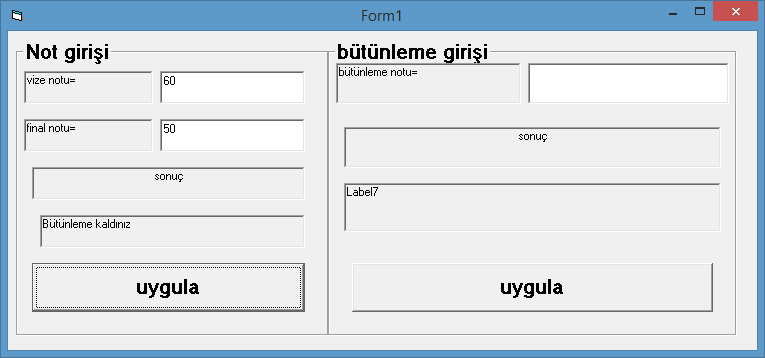 Form1
Not girişi
vize notu=
60
final notu=
50
sonuç
Bütünleme kaldınız
uygula
bütünleme girişi
bütünleme notu=
sonuç
Label7
uygula